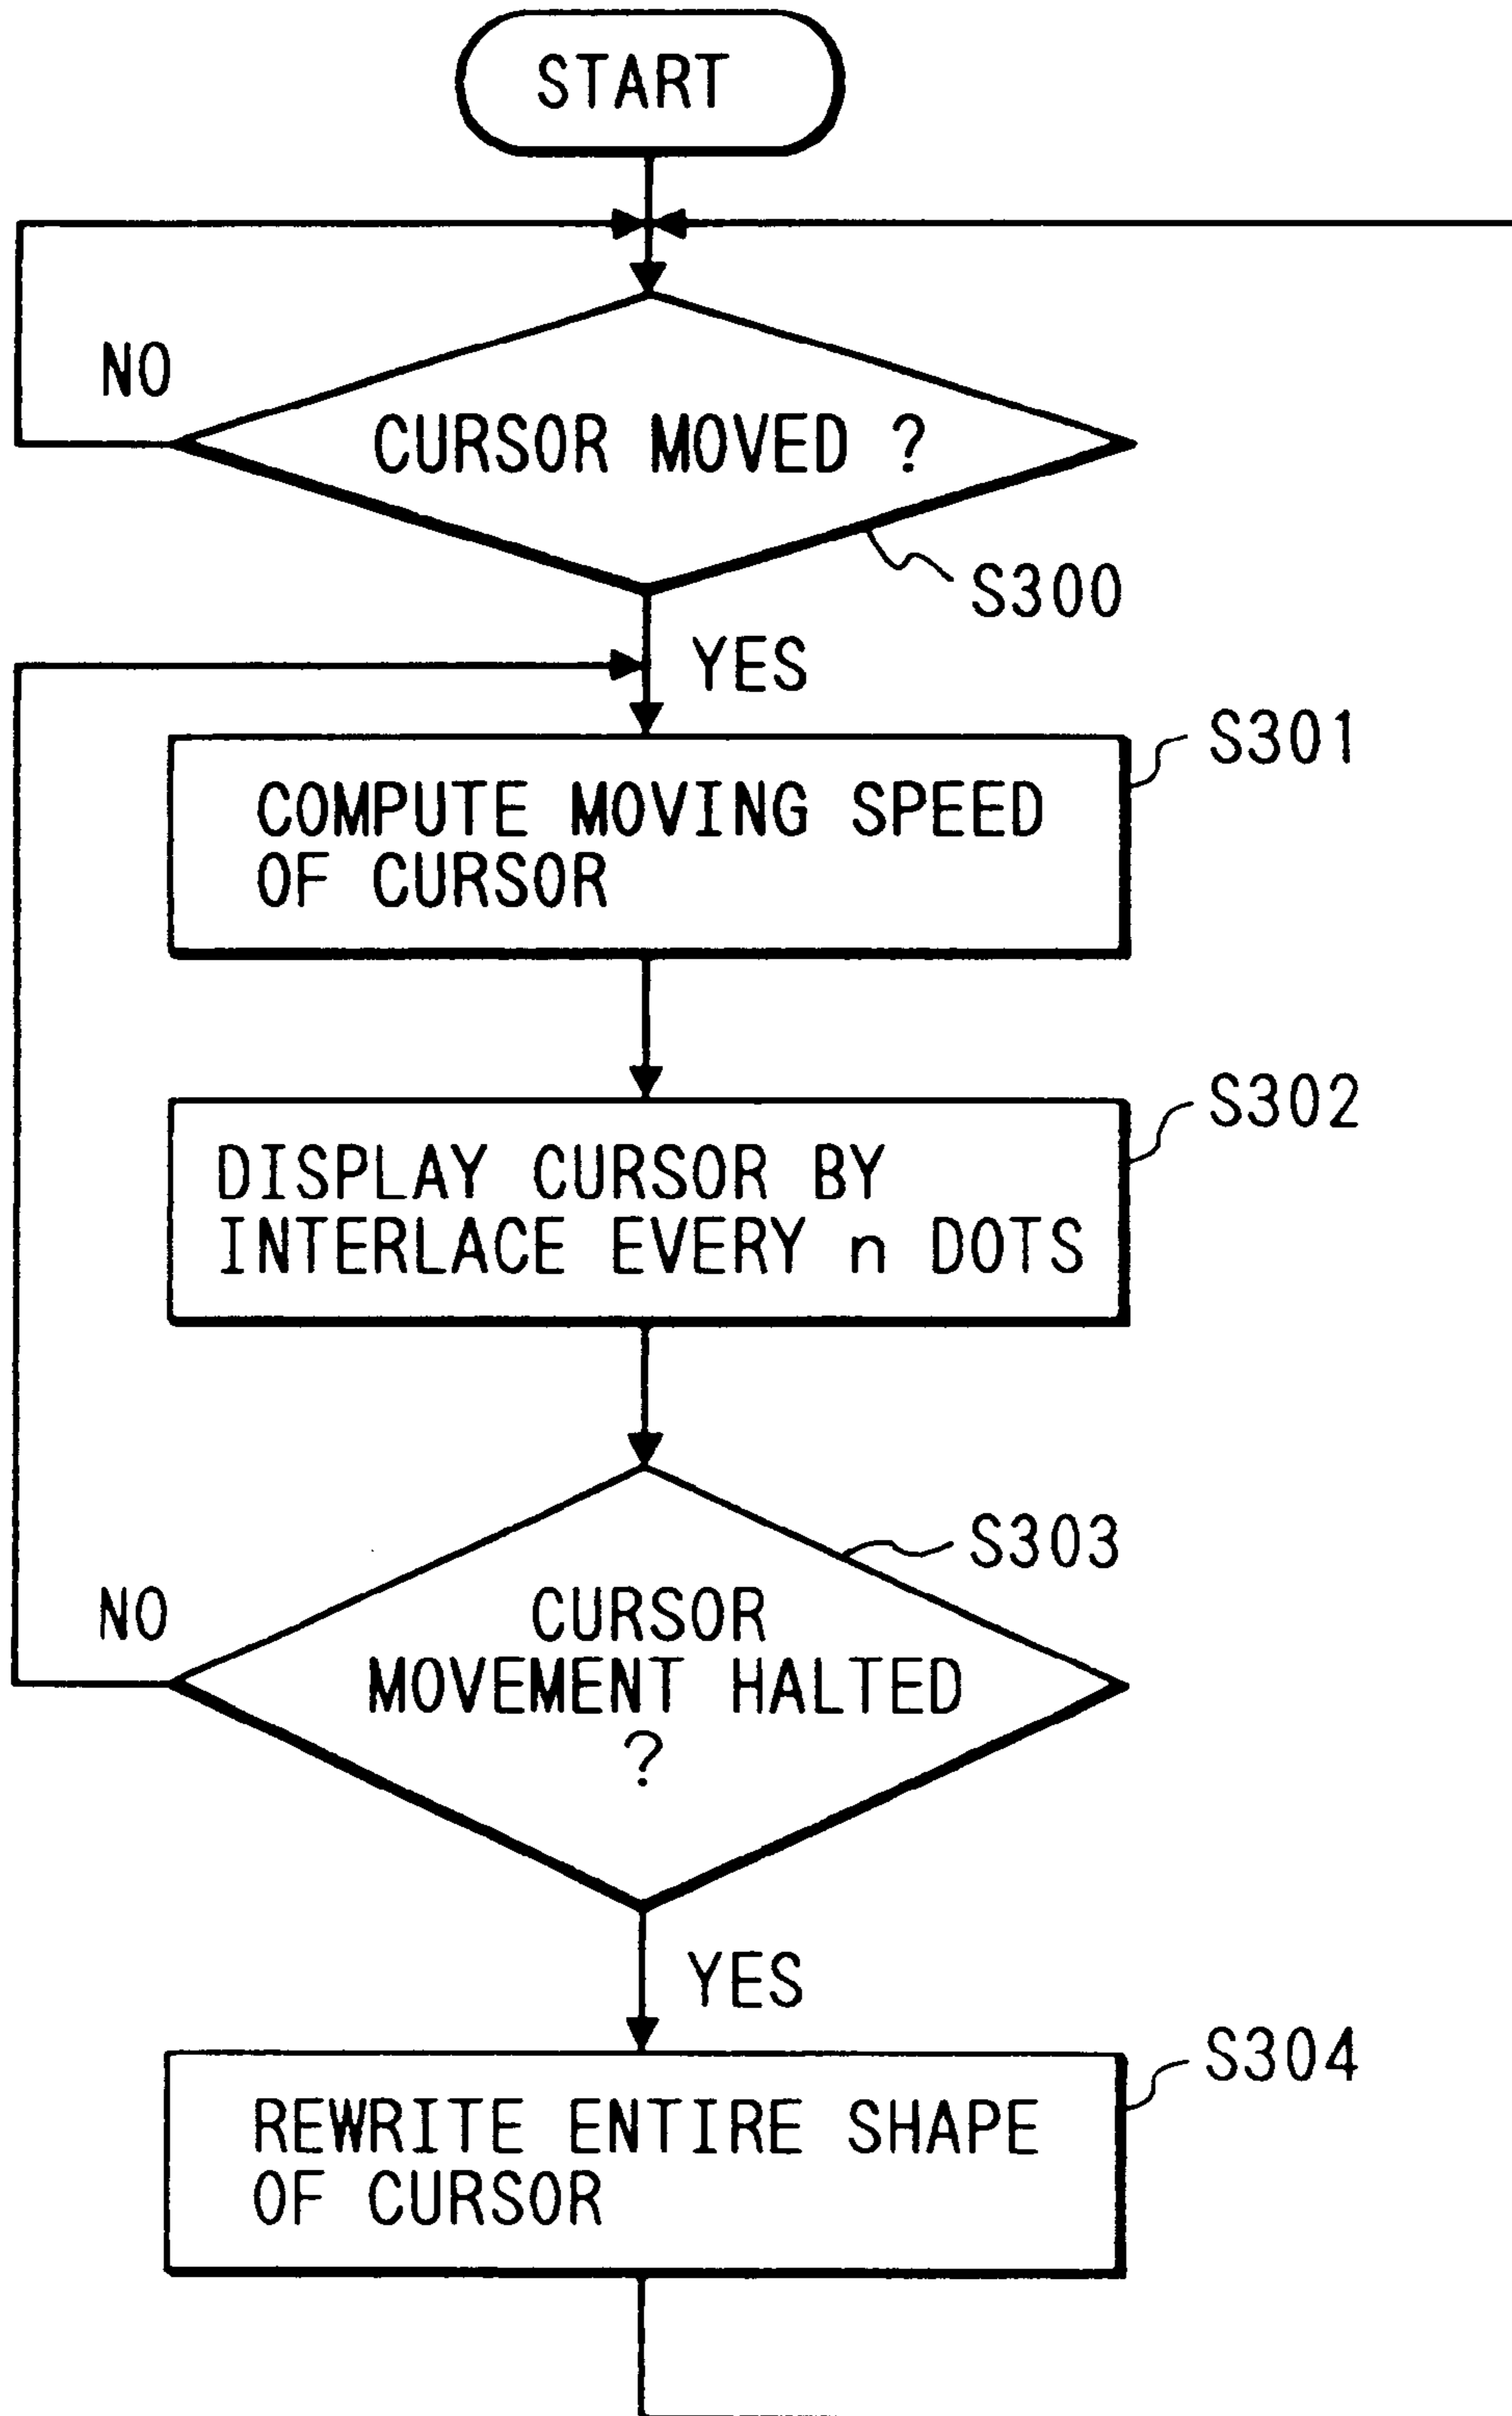 START
NO
CURSOR MOVED ?
S300
YES
S301
COMPUTE MOVING SPEED
OF CURSOR
S302
DISPLAY CURSOR BY
INTERLACE EVERY n DOTS
S303
NO
CURSOR
MOVEMENT HALTED
?
YES
S304
REWRITE ENTIRE SHAPE
OF CURSOR